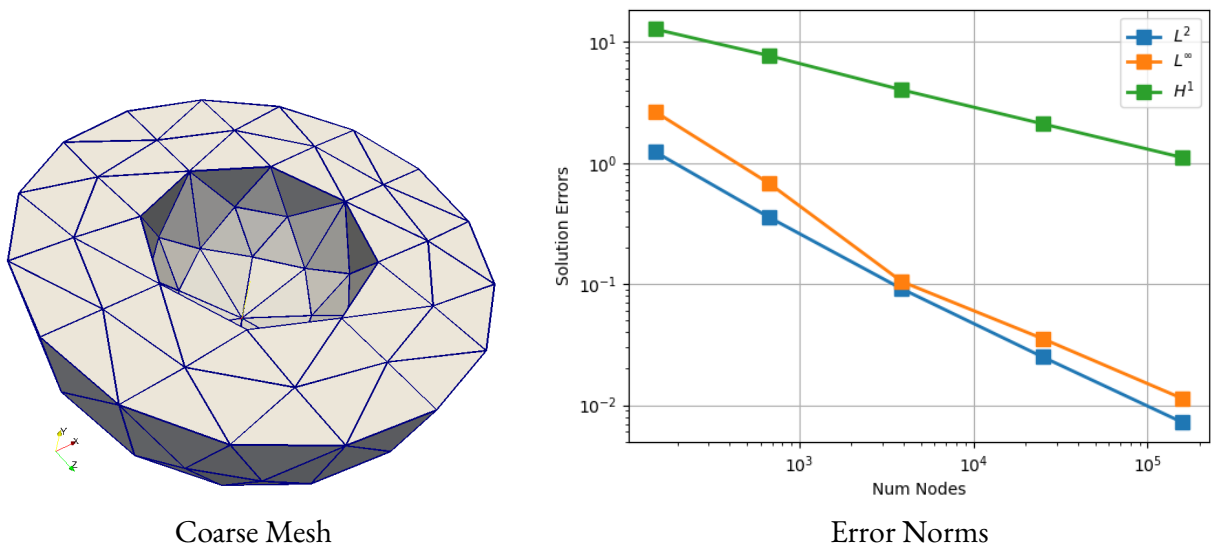 Y
X
Z
10¹
10⁰
10⁻¹
10⁻²
Solution Errors
L²
L∞
H¹
10³
10⁴
10⁵
Num Nodes
Coarse Mesh
Error Norms